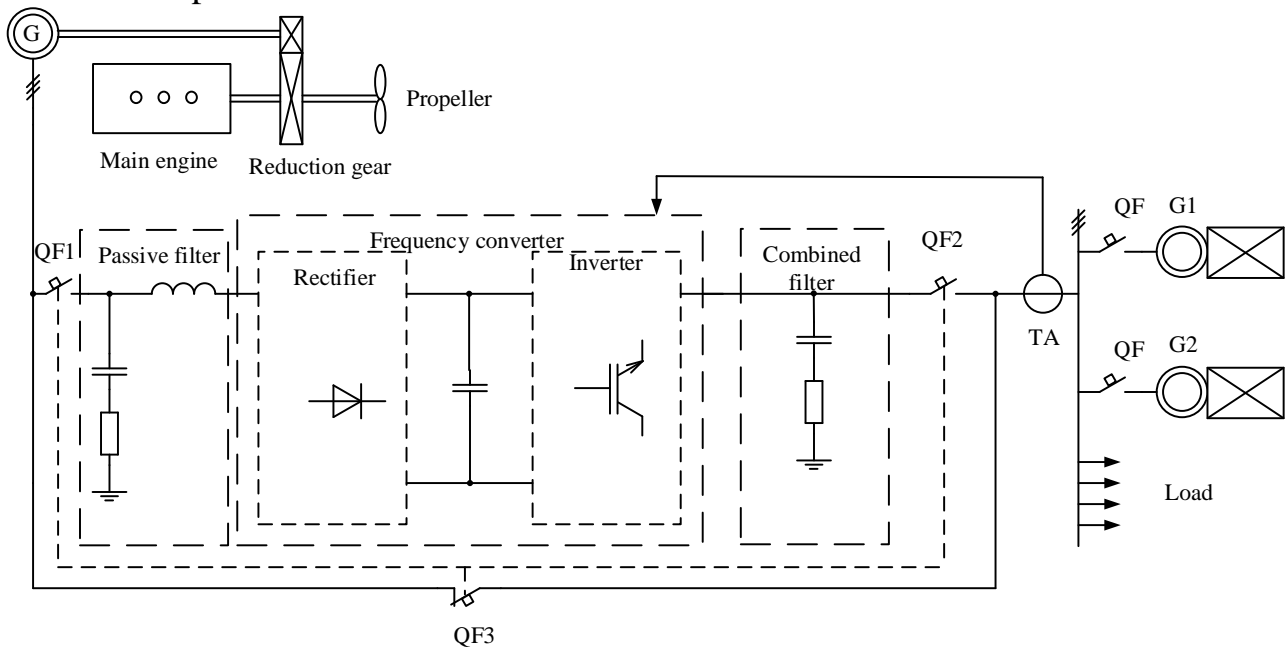 G
Propeller
Main engine
Reduction gear
QF1
Passive filter
Frequency converter
Rectifier
Inverter
Combined
filter
QF2
TA
QF
G1
QF
G2
Load
QF3